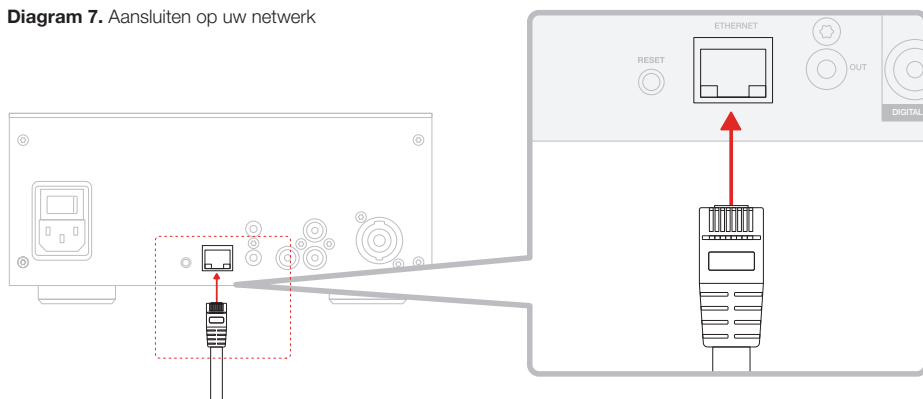 Diagram 7. Aansluiten op uw netwerk
ETHERNET
RESET
OUT
DIGITAL